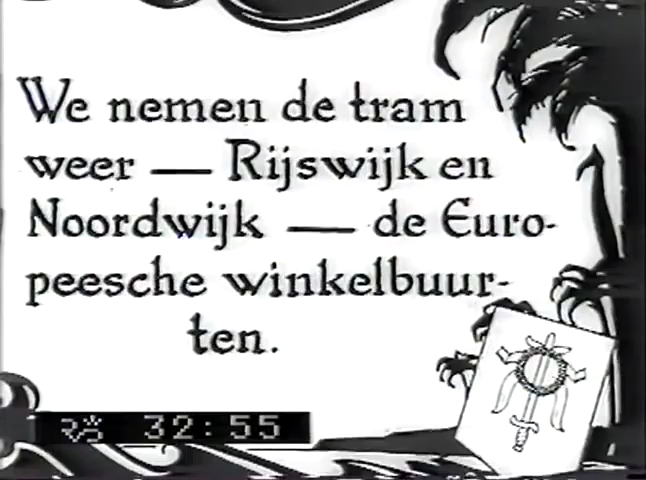 We nemen de tram
weer — Rijswijk en
Noordwijk — de Euro-
peesche winkelbuur-
ten.
32:55